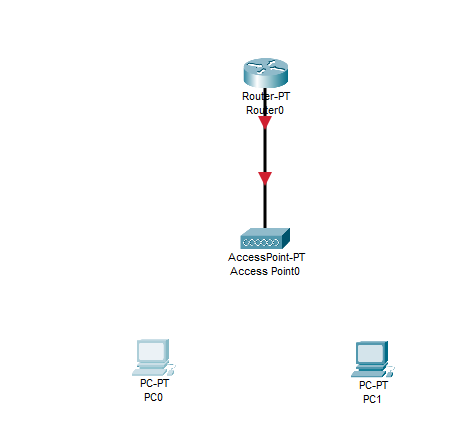 Router-PT
Router0
AccessPoint-PT
Access Point0
PC-PT
PC0
PC-PT
PC1